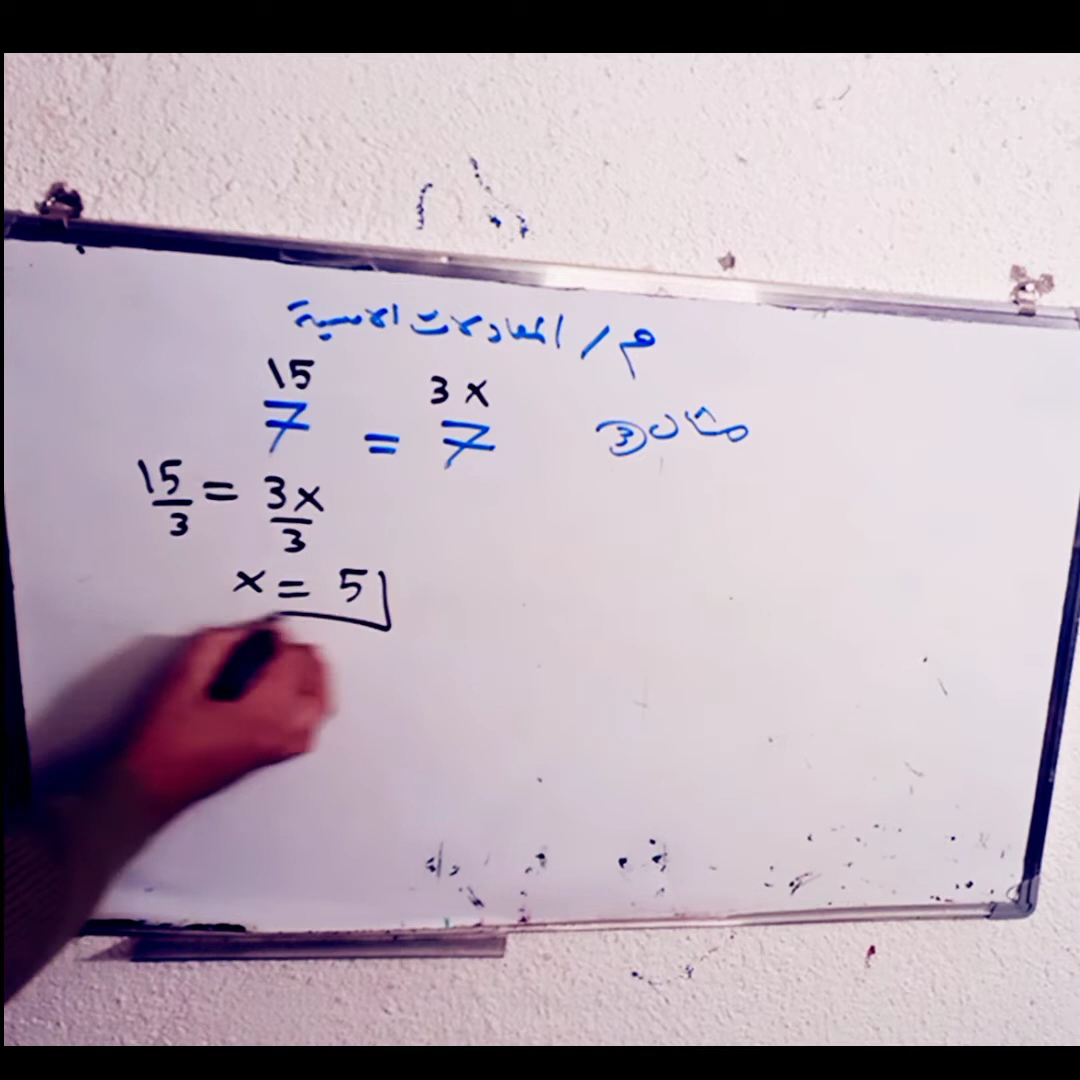 م / المعادلات الاسية
7^15 = 7^3x مثال 3
15/3 = 3x/3
x = 5